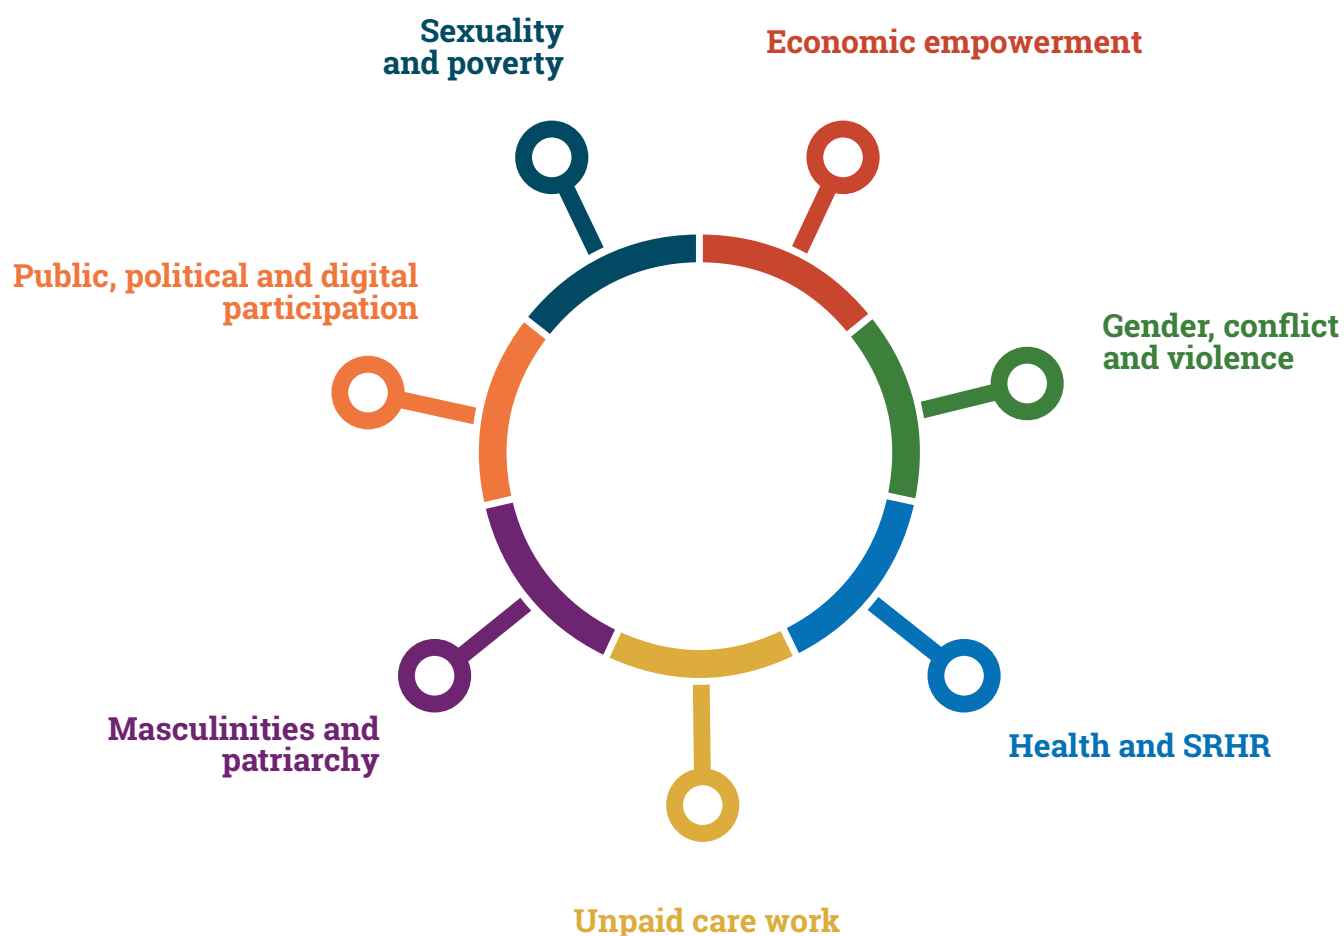 Sexuality
and poverty
Economic empowerment
Public, political and digital
participation
Gender, conflict
and violence
Masculinities and
patriarchy
Health and SRHR
Unpaid care work